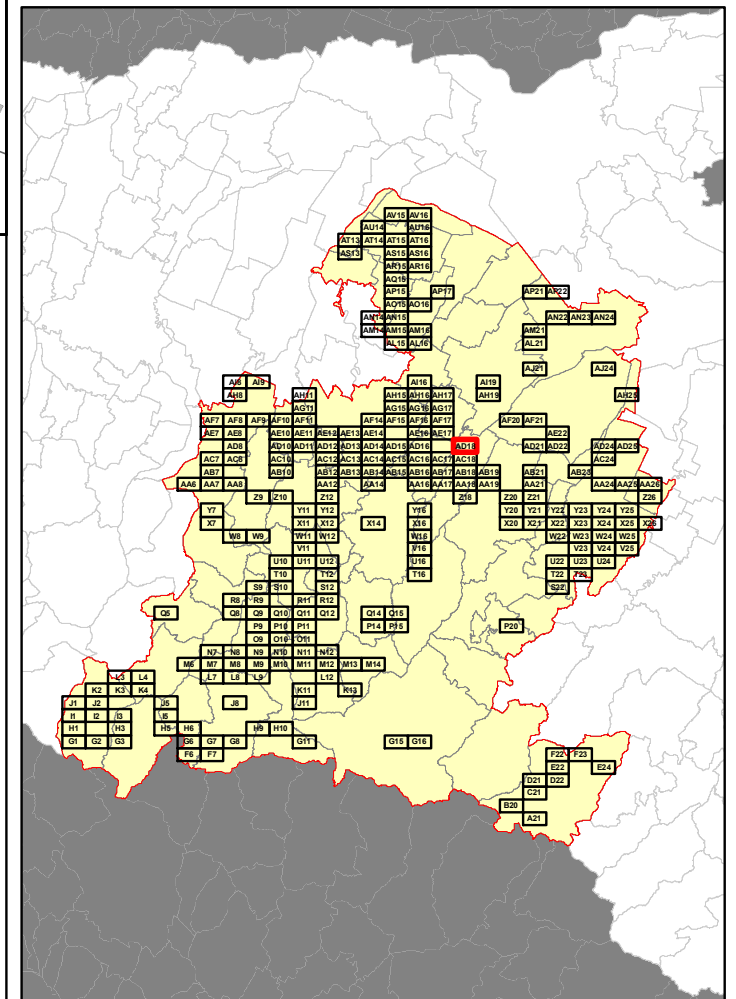 AV15 AV16
AU14 AU16
AT13 AT14 AT15 AT16
AS13 AS15 AS16
AR15 AR16
AQ15
AP15 AP17 AP21 AP22
AO15 AO16
AN14 AN15 AN22 AN23 AN24
AM14 AM15 AM16 AM21
AL15 AL16 AL21
AJ21 AJ24
AI8 AI9 AI16 AI19
AH8 AH11 AH15 AH16 AH17 AH19 AH25
AG11 AG15 AG16 AG17
AF7 AF8 AF9 AF10 AF11 AF14 AF15 AF16 AF17 AF20 AF21
AE7 AE8 AE10 AE11 AE12 AE13 AE14 AE16 AE17 AE22
AD8 AD10 AD11 AD12 AD13 AD14 AD15 AD16 AD18 AD21 AD22 AD24 AD25
AC7 AC8 AC10 AC12 AC13 AC14 AC15 AC16 AC17 AC18 AC24
AB7 AB10 AB12 AB13 AB14 AB15 AB16 AB17 AB18 AB19 AB21 AB23
AA6 AA7 AA8 AA12 AA14 AA16 AA17 AA18 AA19 AA21 AA24 AA25 AA26
Z9 Z10 Z12 Z18 Z20 Z21 Z26
Y7 Y11 Y12 Y16 Y20 Y21 Y22 Y23 Y24 Y25
X7 X11 X12 X14 X16 X20 X21 X22 X23 X24 X25 X26
W8 W9 W11 W12 W16 W22 W23 W24 W25
V11 V16 V23 V24 V25
U10 U11 U12 U16 U22 U23 U24
T10 T12 T16 T22 T23
S9 S10 S12 S22
R8 R9 R11 R12
Q5 Q8 Q9 Q10 Q11 Q12 Q14 Q15
P9 P10 P11 P14 P15 P20
O9 O10 O11
N7 N8 N9 N10 N11 N12
M6 M7 M8 M9 M10 M11 M12 M13 M14
L3 L4 L7 L8 L9 L12
K2 K3 K4 K11 K13
J1 J2 J5 J8 J11
I1 I2 I3 I5
H1 H3 H5 H6 H9 H10
G1 G2 G3 G6 G7 G8 G11 G15 G16
F6 F7 F22 F23
E22 E24
D21 D22
C21
B20
A21